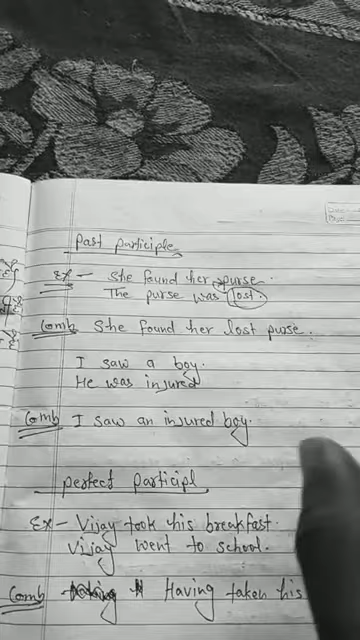 Past participle
Ex - She found her purse.
The purse was lost.
Comb She found her lost purse.
I saw a boy.
He was injured
Comb I saw an injured boy.
perfect participl
Ex - Vijay took his breakfast.
Vijay went to school.
Comb Having taken his